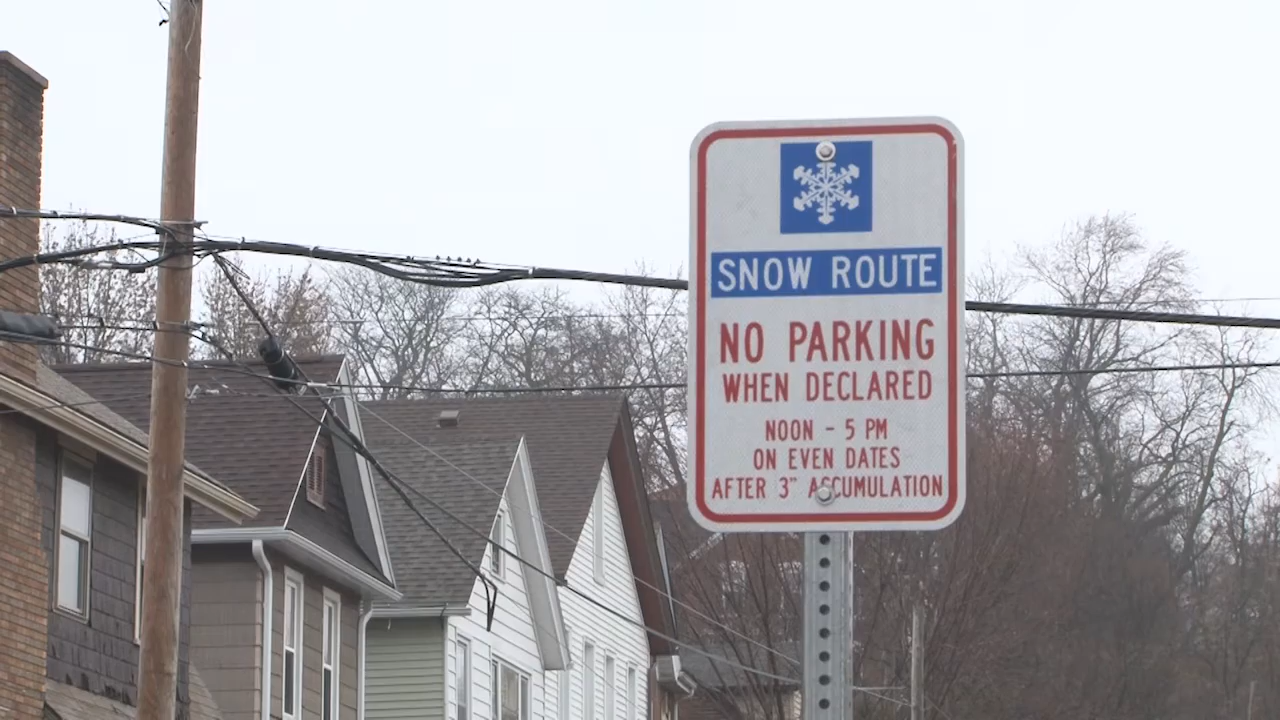 SNOW ROUTE
NO PARKING
WHEN DECLARED
NOON - 5 PM
ON EVEN DATES
AFTER 3" ACCUMULATION